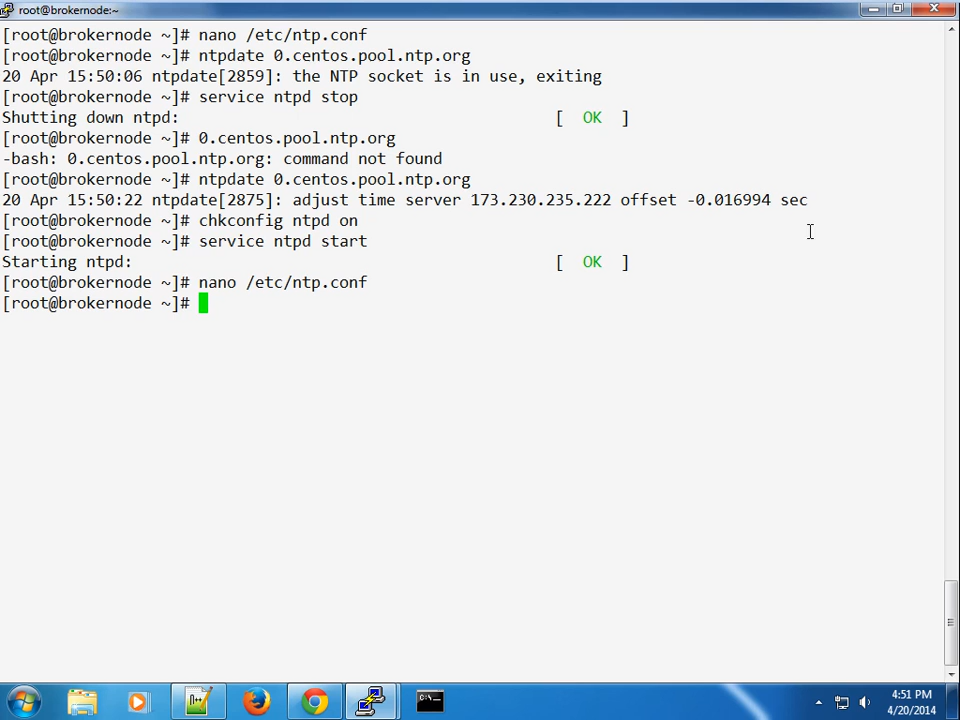 root@brokernode:~
[root@brokernode ~]# nano /etc/ntp.conf
[root@brokernode ~]# ntpdate 0.centos.pool.ntp.org
20 Apr 15:50:06 ntpdate[2859]: the NTP socket is in use, exiting
[root@brokernode ~]# service ntpd stop
Shutting down ntpd: [ OK ]
[root@brokernode ~]# 0.centos.pool.ntp.org
-bash: 0.centos.pool.ntp.org: command not found
[root@brokernode ~]# ntpdate 0.centos.pool.ntp.org
20 Apr 15:50:22 ntpdate[2875]: adjust time server 173.230.235.222 offset -0.016994 sec
[root@brokernode ~]# chkconfig ntpd on
[root@brokernode ~]# service ntpd start
Starting ntpd: [ OK ]
[root@brokernode ~]# nano /etc/ntp.conf
[root@brokernode ~]#
4:51 PM
4/20/2014